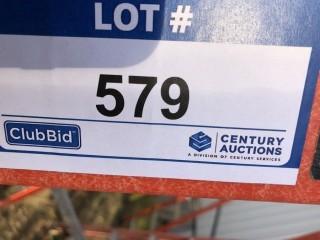 LOT #
579
ClubBid
CENTURY
AUCTIONS
A DIVISION OF CENTURY SERVICES